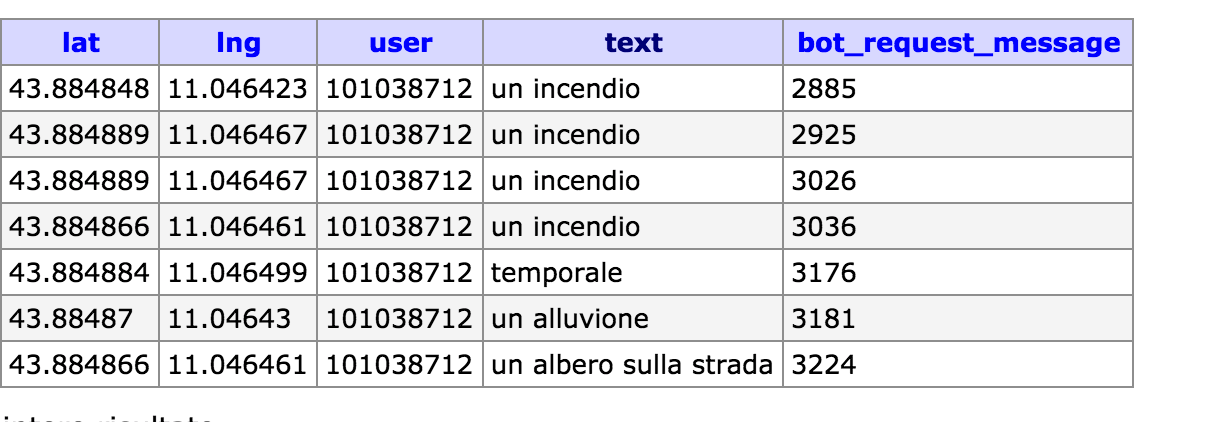 lat lng user text bot_request_message
43.884848 11.046423 101038712 un incendio 2885
43.884889 11.046467 101038712 un incendio 2925
43.884889 11.046467 101038712 un incendio 3026
43.884866 11.046461 101038712 un incendio 3036
43.884884 11.046499 101038712 temporale 3176
43.88487 11.04643 101038712 un alluvione 3181
43.884866 11.046461 101038712 un albero sulla strada 3224
intero risultato